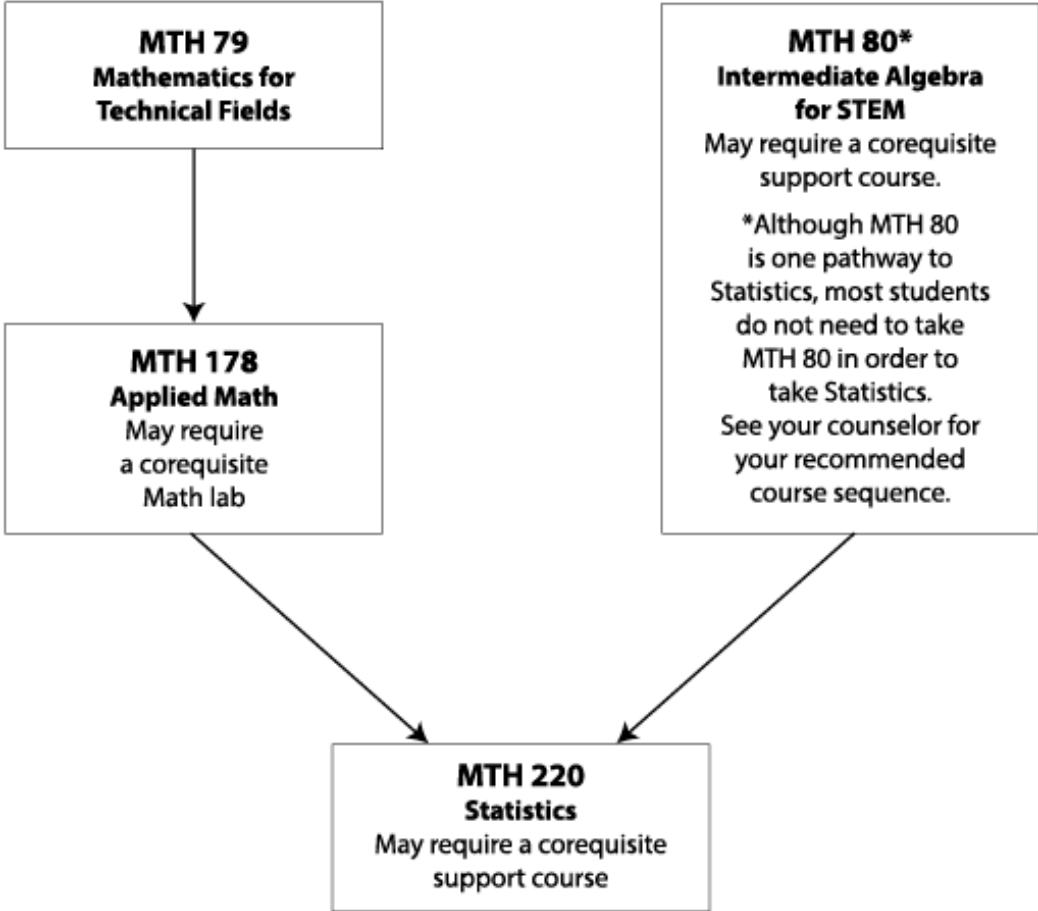 MTH 79
Mathematics for
Technical Fields
MTH 80*
Intermediate Algebra
for STEM
May require a corequisite
support course.
*Although MTH 80
is one pathway to
Statistics, most students
do not need to take
MTH 80 in order to
take Statistics.
See your counselor for
your recommended
course sequence.
MTH 178
Applied Math
May require
a corequisite
Math lab
MTH 220
Statistics
May require a corequisite
support course